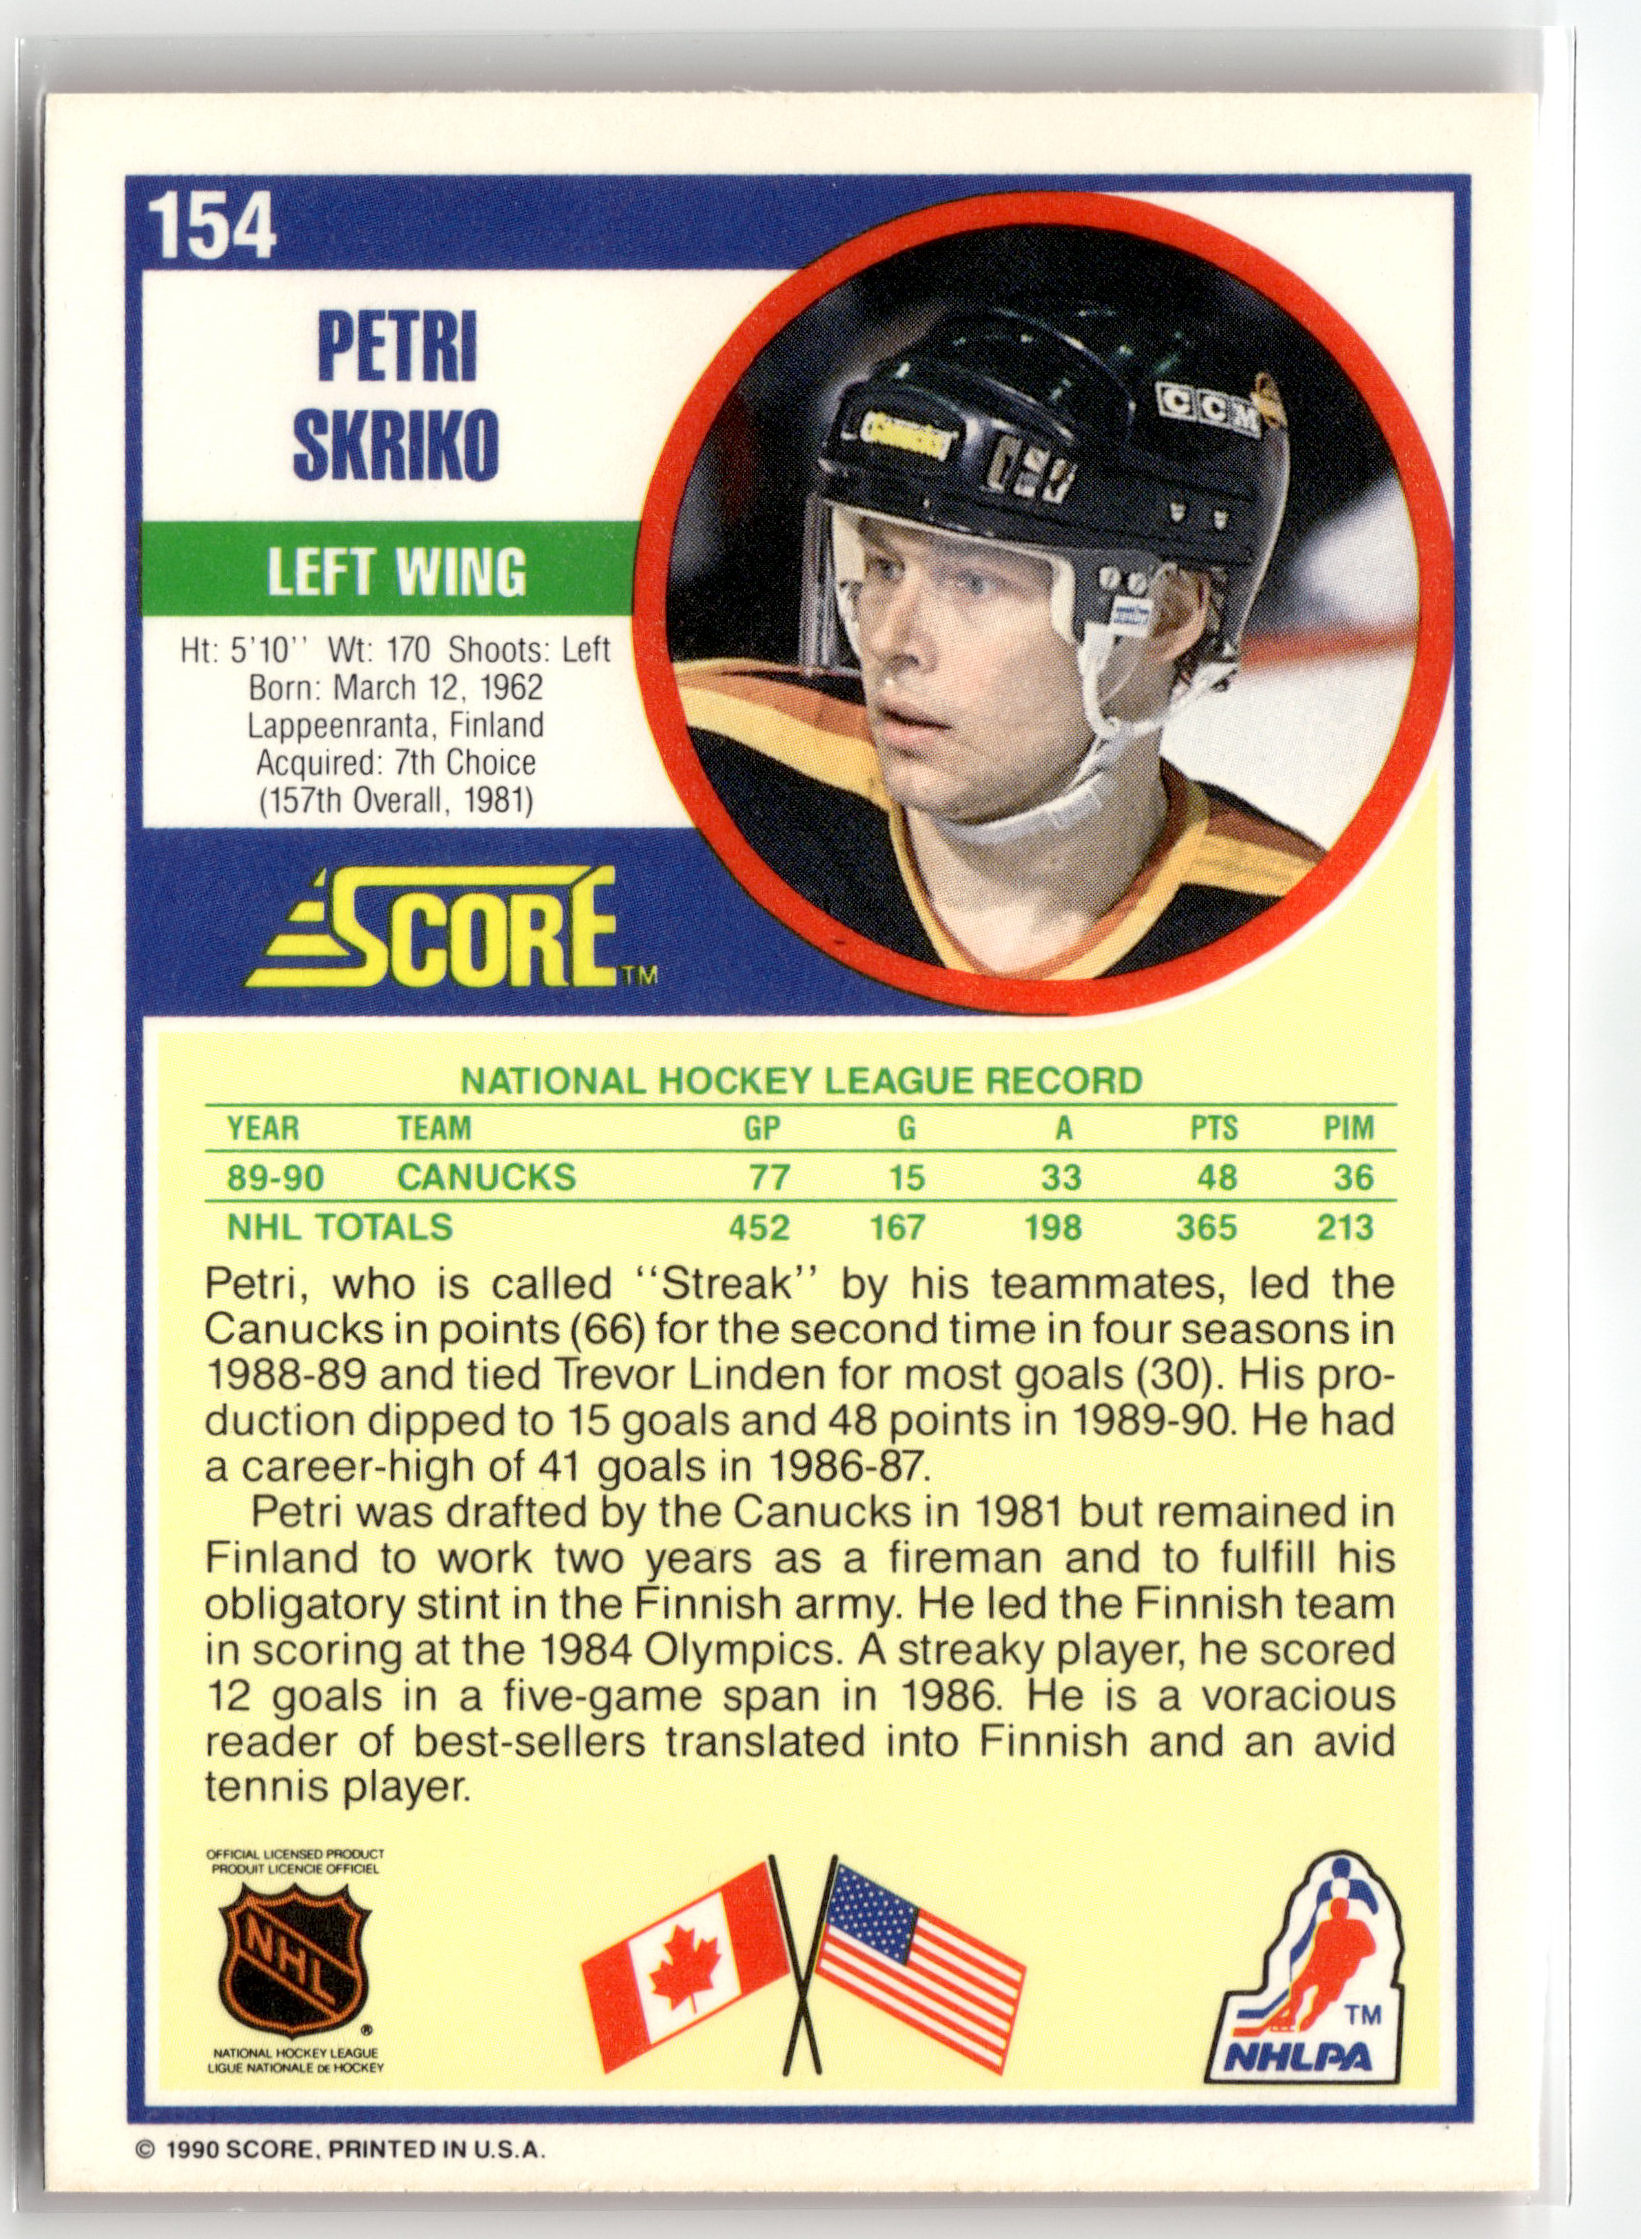 154
PETRI
SKRIKO
LEFT WING
Ht: 5'10'' Wt: 170 Shoots: Left
Born: March 12, 1962
Lappeenranta, Finland
Acquired: 7th Choice
(157th Overall, 1981)
SCORE TM
Canucks
CCM
NATIONAL HOCKEY LEAGUE RECORD
YEAR TEAM GP G A PTS PIM
89-90 CANUCKS 77 15 33 48 36
NHL TOTALS 452 167 198 365 213
Petri, who is called ''Streak'' by his teammates, led the
Canucks in points (66) for the second time in four seasons in
1988-89 and tied Trevor Linden for most goals (30). His pro-
duction dipped to 15 goals and 48 points in 1989-90. He had
a career-high of 41 goals in 1986-87.
Petri was drafted by the Canucks in 1981 but remained in
Finland to work two years as a fireman and to fulfill his
obligatory stint in the Finnish army. He led the Finnish team
in scoring at the 1984 Olympics. A streaky player, he scored
12 goals in a five-game span in 1986. He is a voracious
reader of best-sellers translated into Finnish and an avid
tennis player.
OFFICIAL LICENSED PRODUCT
PRODUIT LICENCIE OFFICIEL
NHL
®
NATIONAL HOCKEY LEAGUE
LIGUE NATIONALE DE HOCKEY
TM
NHLPA
© 1990 SCORE, PRINTED IN U.S.A.